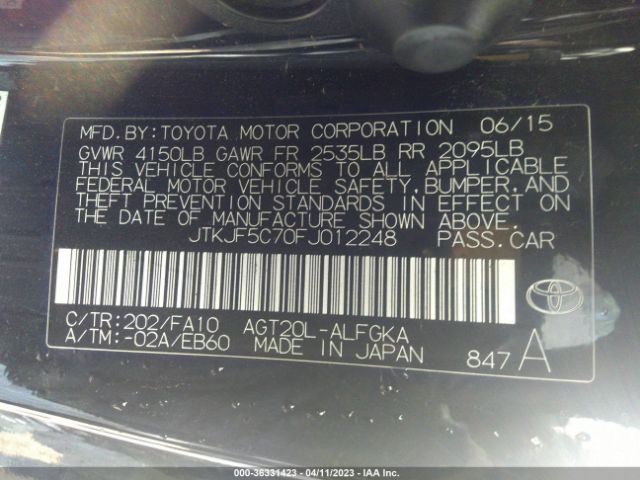 MFD. BY: TOYOTA MOTOR CORPORATION 06/15
GVWR 4150LB GAWR FR 2535LB RR 2095LB
THIS VEHICLE CONFORMS TO ALL APPLICABLE
FEDERAL MOTOR VEHICLE SAFETY, BUMPER, AND
THEFT PREVENTION STANDARDS IN EFFECT ON
THE DATE OF MANUFACTURE SHOWN ABOVE.
JTKJF5C70FJ012248 PASS. CAR
C/TR: 202/FA10 AGT20L-ALFGKA
A/TM: -02A/EB60 MADE IN JAPAN 847 A
000-36331423 - 04/11/2023 - IAA Inc.